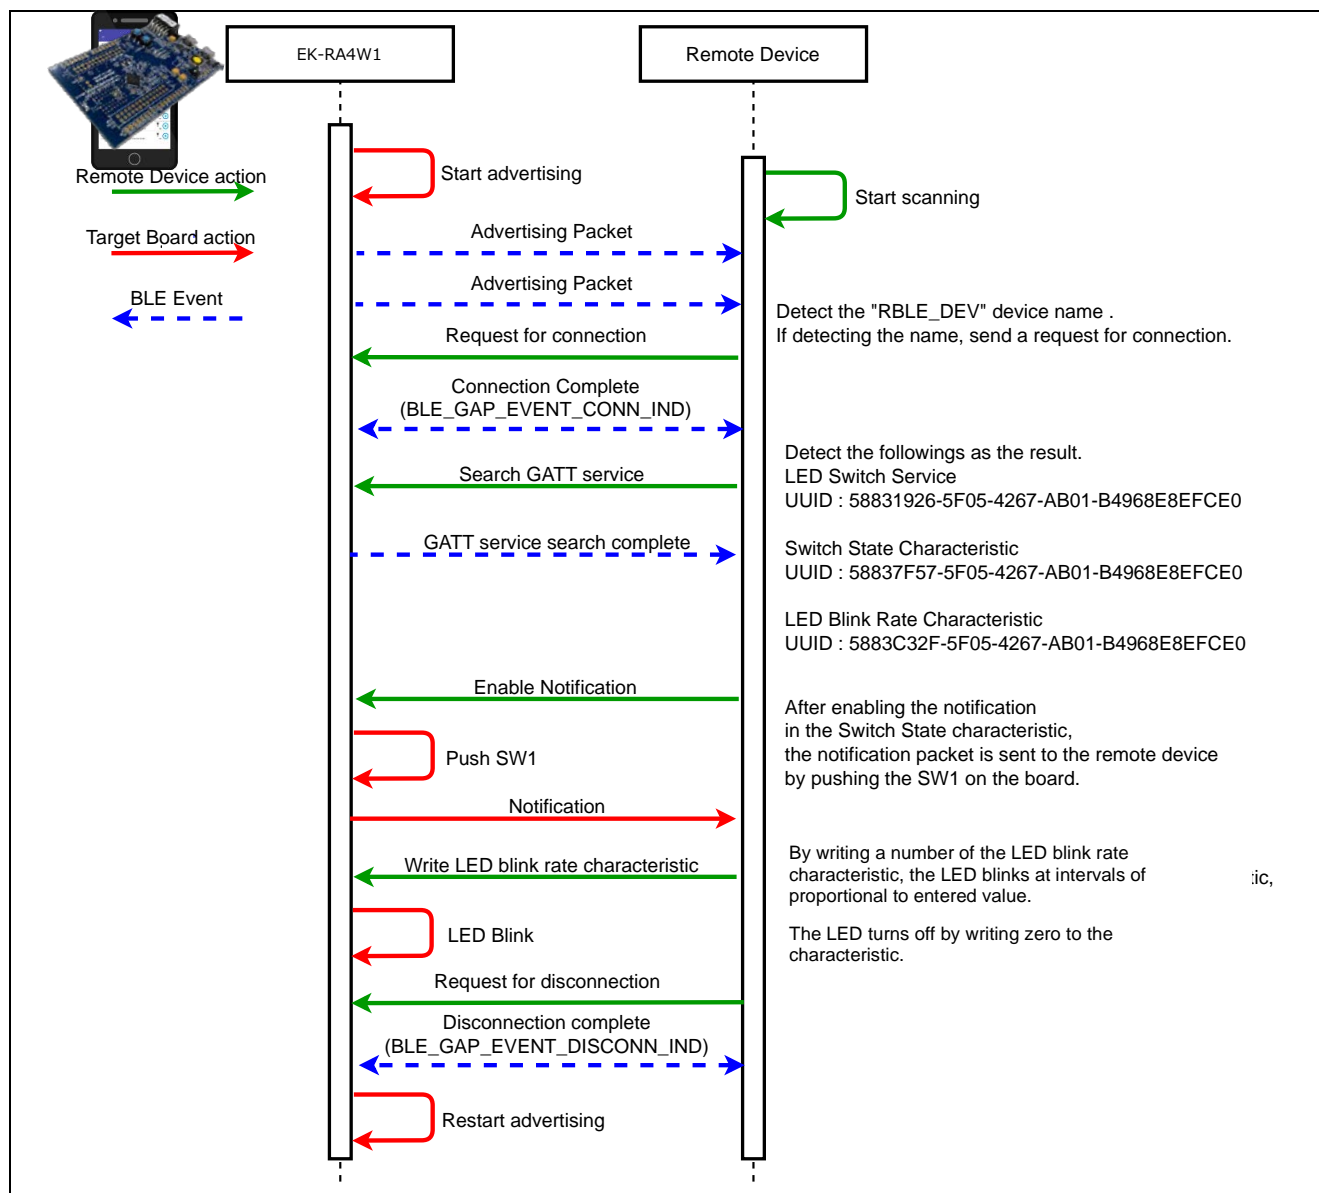 EK-RA4W1
Remote Device
Remote Device action
Start advertising
Start scanning
Target Board action
Advertising Packet
BLE Event
Advertising Packet
Detect the "RBLE_DEV" device name .
If detecting the name, send a request for connection.
Request for connection
Connection Complete
(BLE_GAP_EVENT_CONN_IND)
Detect the followings as the result.
LED Switch Service
UUID : 58831926-5F05-4267-AB01-B4968E8EFCE0
Search GATT service
GATT service search complete
Switch State Characteristic
UUID : 58837F57-5F05-4267-AB01-B4968E8EFCE0
LED Blink Rate Characteristic
UUID : 5883C32F-5F05-4267-AB01-B4968E8EFCE0
Enable Notification
After enabling the notification
in the Switch State characteristic,
the notification packet is sent to the remote device
by pushing the SW1 on the board.
Push SW1
Notification
Write LED blink rate characteristic
By writing a number of the LED blink rate
characteristic, the LED blinks at intervals of
proportional to entered value.
tic,
The LED turns off by writing zero to the
characteristic.
LED Blink
Request for disconnection
Disconnection complete
(BLE_GAP_EVENT_DISCONN_IND)
Restart advertising